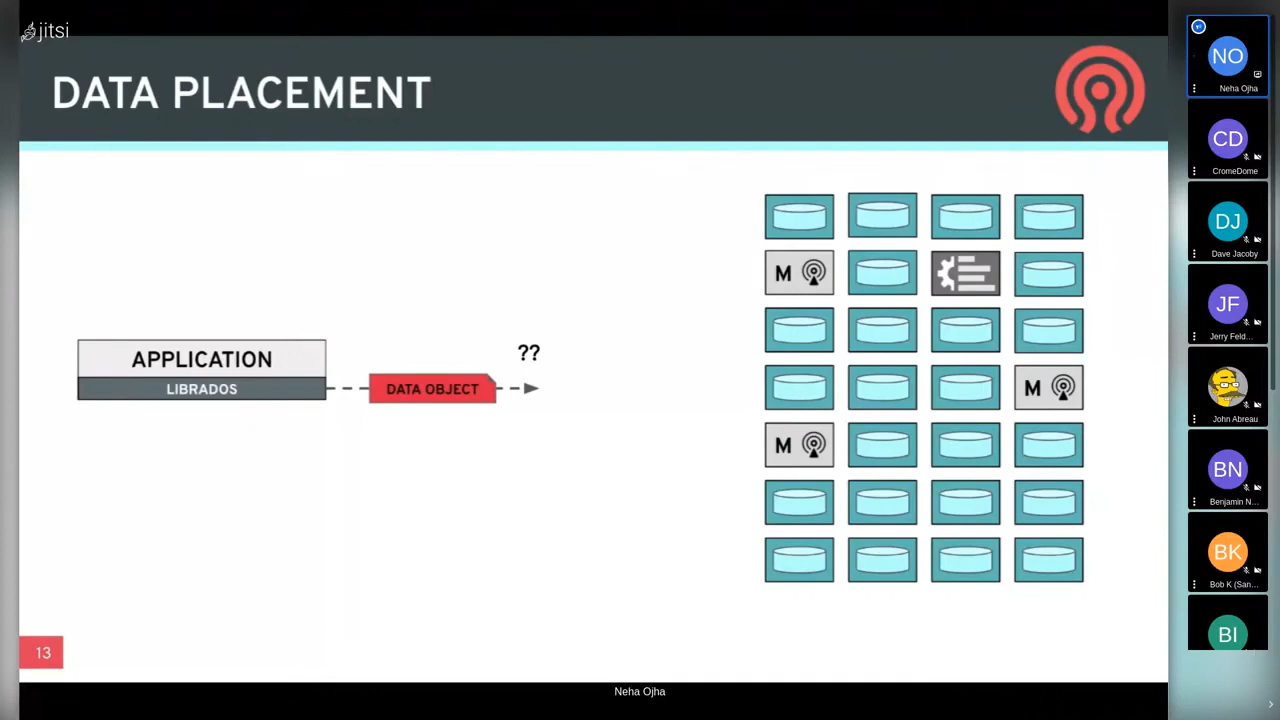 jitsi
DATA PLACEMENT
M
??
APPLICATION
LIBRADOS
DATA OBJECT
M
M
13
Neha Ojha
NO
Neha Ojha
CD
CromeDome
DJ
Dave Jacoby
JF
Jerry Feld...
John Abreau
BN
Benjamin N...
BK
Bob K (San...
BI